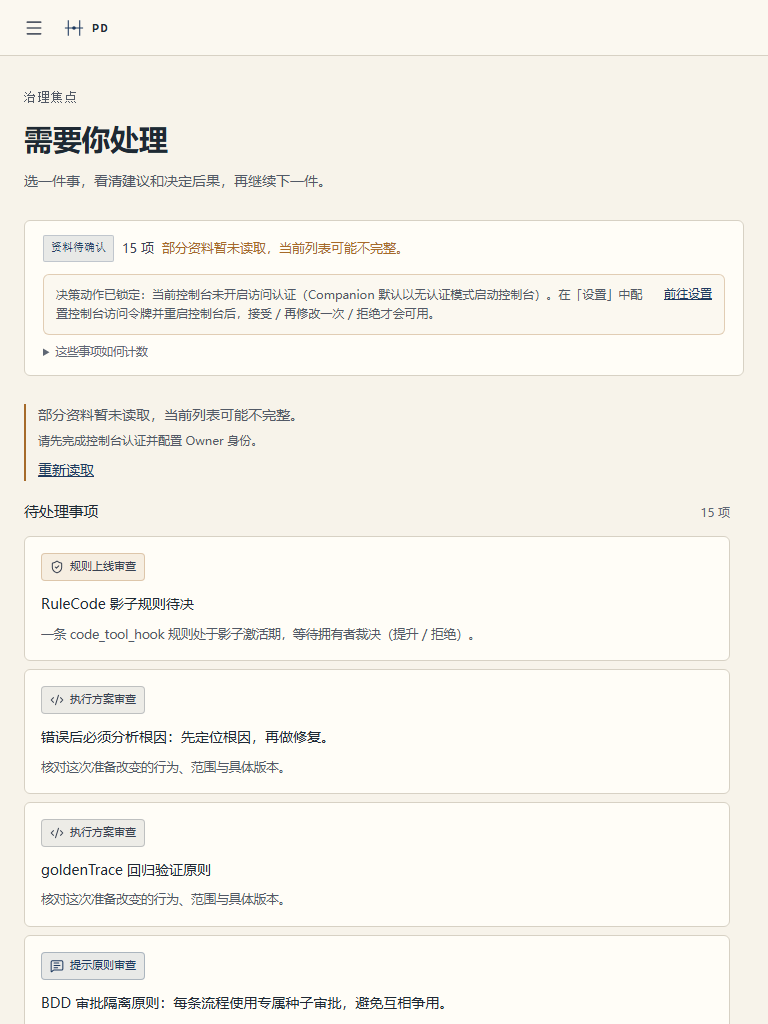 PD
治理焦点
需要你处理
选一件事，看清建议和决定后果，再继续下一件。
资料待确认 15 项 部分资料暂未读取，当前列表可能不完整。
决策动作已锁定：当前控制台未开启访问认证（Companion 默认以无认证模式启动控制台）。在「设置」中配 前往设置
置控制台访问令牌并重启控制台后，接受 / 再修改一次 / 拒绝才会可用。
这些事项如何计数
部分资料暂未读取，当前列表可能不完整。
请先完成控制台认证并配置 Owner 身份。
重新读取
待处理事项 15 项
规则上线审查
RuleCode 影子规则待决
一条 code_tool_hook 规则处于影子激活期，等待拥有者裁决（提升 / 拒绝）。
执行方案审查
错误后必须分析根因：先定位根因，再做修复。
核对这次准备改变的行为、范围与具体版本。
执行方案审查
goldenTrace 回归验证原则
核对这次准备改变的行为、范围与具体版本。
提示原则审查
BDD 审批隔离原则：每条流程使用专属种子审批，避免互相争用。